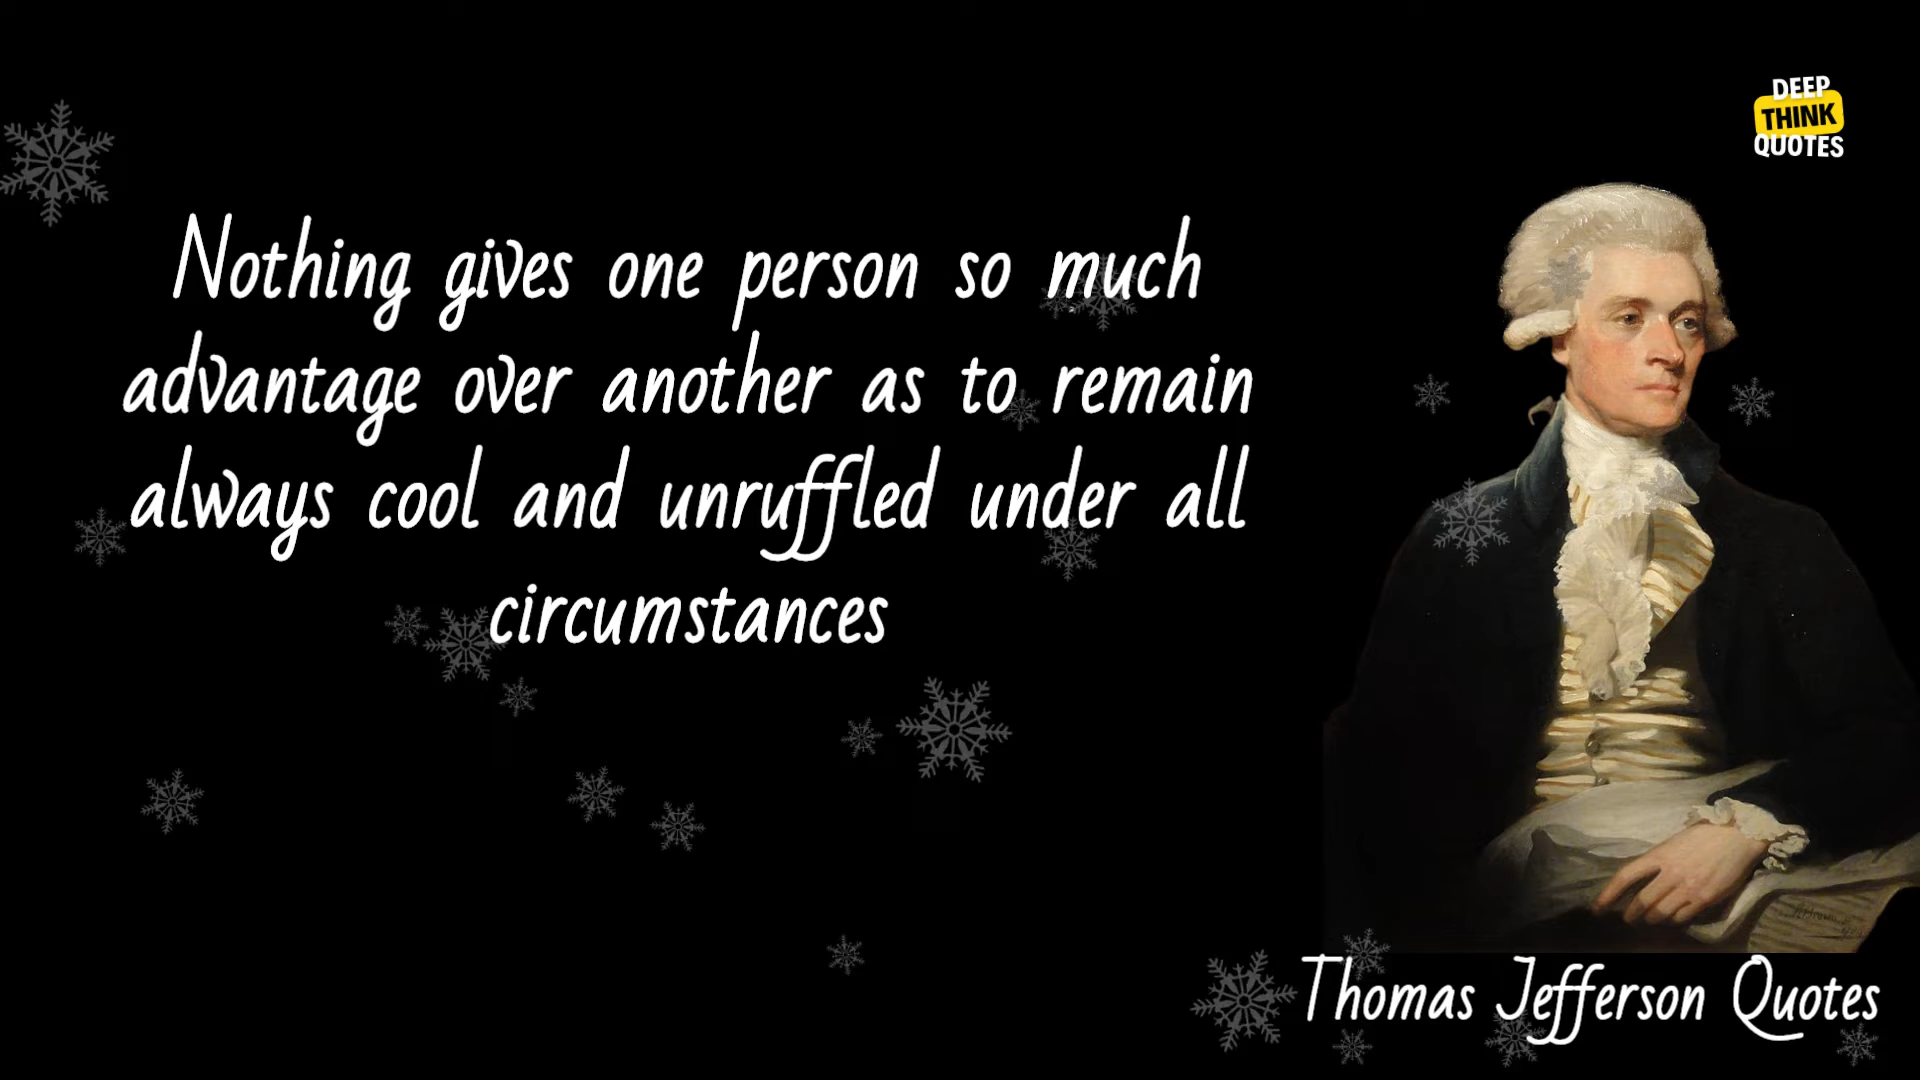 DEEP
THINK
QUOTES
Nothing gives one person so much
advantage over another as to remain
always cool and unruffled under all
circumstances
Thomas Jefferson Quotes